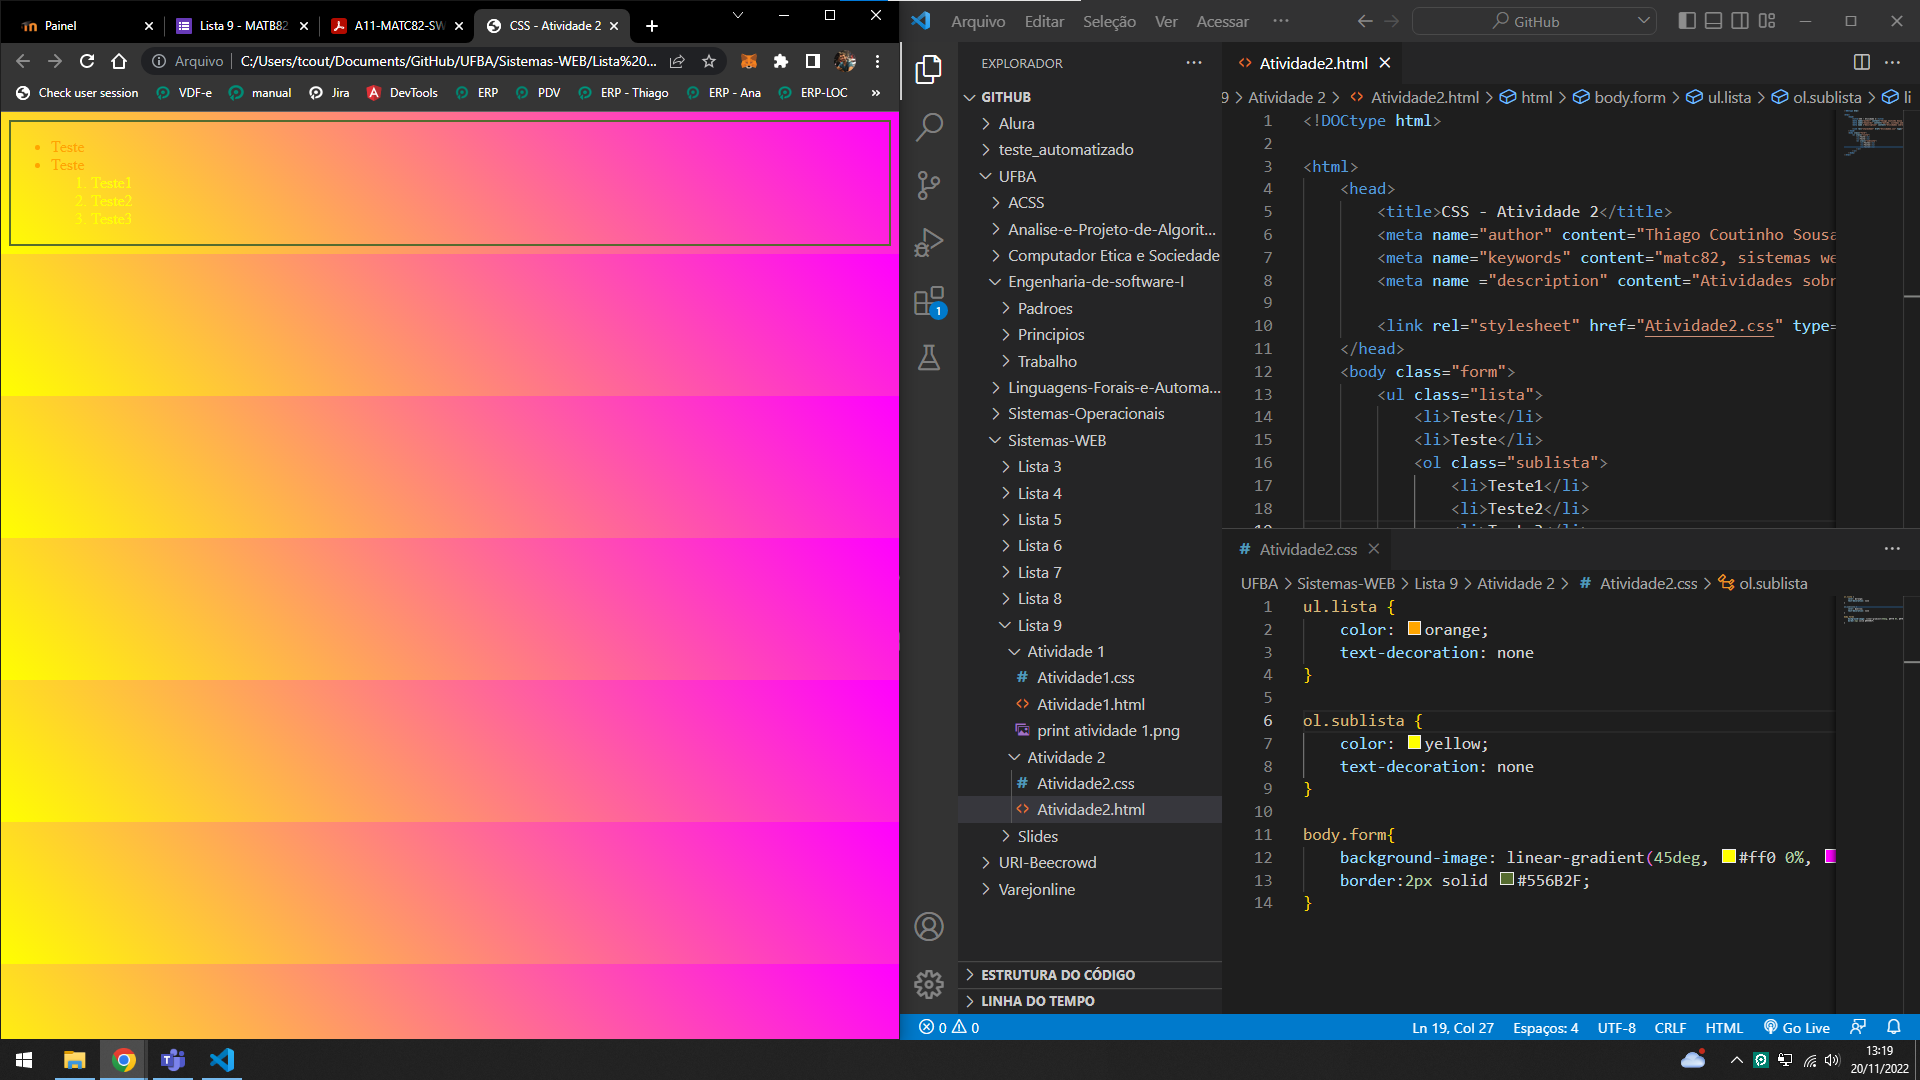 Painel
Lista 9 - MATB82
A11-MATC82-SW
CSS - Atividade 2
Arquivo
C:/Users/tcout/Documents/GitHub/UFBA/Sistemas-WEB/Lista%20...
Check user session
VDF-e
manual
Jira
DevTools
ERP
PDV
ERP - Thiago
ERP - Ana
ERP-LOC
»
• Teste
• Teste
1. Teste1
2. Teste2
3. Teste3
Arquivo Editar Seleção Ver Acessar ···
GitHub
EXPLORADOR ···
GITHUB
Alura
teste_automatizado
UFBA
ACSS
Analise-e-Projeto-de-Algorit...
Computador Etica e Sociedade
Engenharia-de-software-I
Padroes
Principios
Trabalho
Linguagens-Forais-e-Automa...
Sistemas-Operacionais
Sistemas-WEB
Lista 3
Lista 4
Lista 5
Lista 6
Lista 7
Lista 8
Lista 9
Atividade 1
# Atividade1.css
<> Atividade1.html
print atividade 1.png
Atividade 2
# Atividade2.css
<> Atividade2.html
Slides
URI-Beecrowd
Varejonline
ESTRUTURA DO CÓDIGO
LINHA DO TEMPO
1
<> Atividade2.html
9 > Atividade 2 > <> Atividade2.html > html > body.form > ul.lista > ol.sublista > li
1 <!DOCtype html>
2
3 <html>
4 <head>
5 <title>CSS - Atividade 2</title>
6 <meta name="author" content="Thiago Coutinho Sousa
7 <meta name="keywords" content="matc82, sistemas we
8 <meta name ="description" content="Atividades sobr
9
10 <link rel="stylesheet" href="Atividade2.css" type=
11 </head>
12 <body class="form">
13 <ul class="lista">
14 <li>Teste</li>
15 <li>Teste</li>
16 <ol class="sublista">
17 <li>Teste1</li>
18 <li>Teste2</li>
# Atividade2.css
UFBA > Sistemas-WEB > Lista 9 > Atividade 2 > # Atividade2.css > ol.sublista
1 ul.lista {
2 color: orange;
3 text-decoration: none
4 }
5
6 ol.sublista {
7 color: yellow;
8 text-decoration: none
9 }
10
11 body.form{
12 background-image: linear-gradient(45deg, #ff0 0%,
13 border:2px solid #556B2F;
14 }
0 0
Ln 19, Col 27 Espaços: 4 UTF-8 CRLF HTML Go Live
13:19
20/11/2022